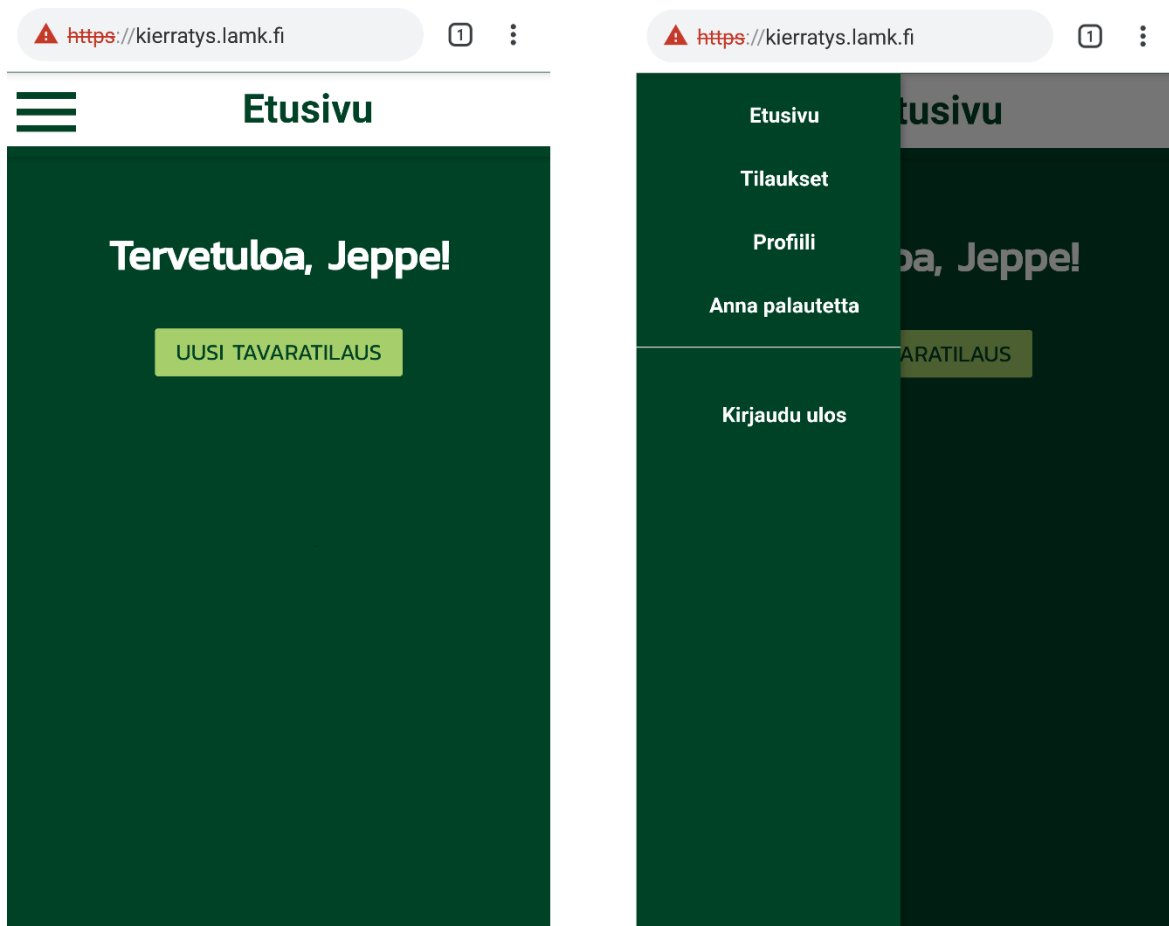 https://kierratys.lamk.fi
1
Etusivu
Tervetuloa, Jeppe!
UUSI TAVARATILAUS
https://kierratys.lamk.fi
1
tusivu
Etusivu
Tilaukset
Profiili
Anna palautetta
Kirjaudu ulos
oa, Jeppe!
ARATILAUS